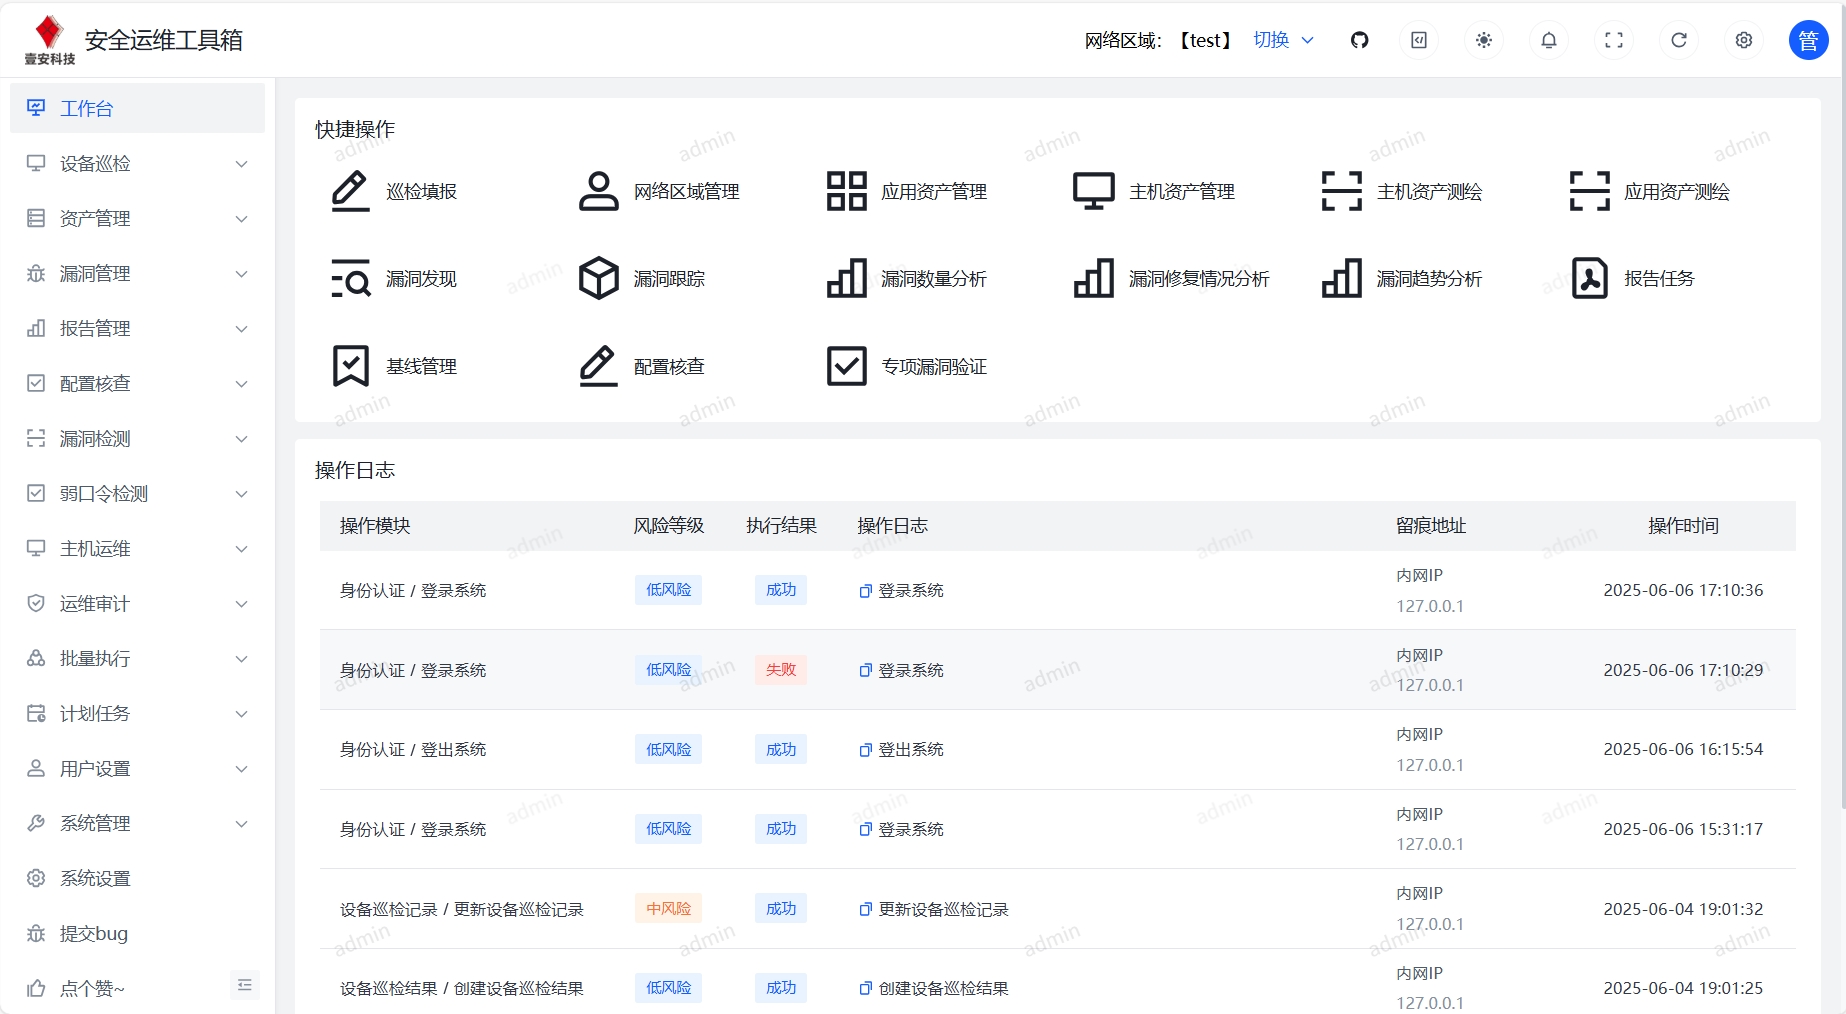 壹安科技
安全运维工具箱
网络区域：【test】 切换
管
工作台
设备巡检
资产管理
漏洞管理
报告管理
配置核查
漏洞检测
弱口令检测
主机运维
运维审计
批量执行
计划任务
用户设置
系统管理
系统设置
提交bug
点个赞~
快捷操作
巡检填报 网络区域管理 应用资产管理 主机资产管理 主机资产测绘 应用资产测绘
漏洞发现 漏洞跟踪 漏洞数量分析 漏洞修复情况分析 漏洞趋势分析 报告任务
基线管理 配置核查 专项漏洞验证
操作日志
操作模块 风险等级 执行结果 操作日志 留痕地址 操作时间
身份认证 / 登录系统 低风险 成功 登录系统 内网IP 127.0.0.1 2025-06-06 17:10:36
身份认证 / 登录系统 低风险 失败 登录系统 内网IP 127.0.0.1 2025-06-06 17:10:29
身份认证 / 登出系统 低风险 成功 登出系统 内网IP 127.0.0.1 2025-06-06 16:15:54
身份认证 / 登录系统 低风险 成功 登录系统 内网IP 127.0.0.1 2025-06-06 15:31:17
设备巡检记录 / 更新设备巡检记录 中风险 成功 更新设备巡检记录 内网IP 127.0.0.1 2025-06-04 19:01:32
设备巡检结果 / 创建设备巡检结果 低风险 成功 创建设备巡检结果 内网IP 127.0.0.1 2025-06-04 19:01:25
admin